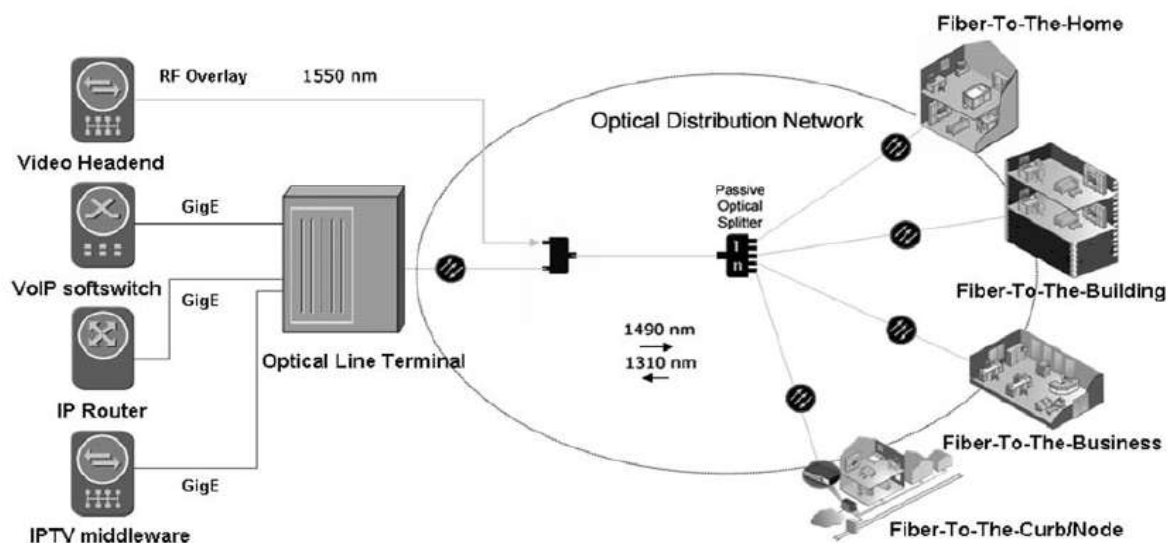 Fiber-To-The-Home
RF Overlay
1550 nm
Optical Distribution Network
Video Headend
Passive
Optical
Splitter
1
n
GigE
VoIP softswitch
GigE
Fiber-To-The-Building
1490 nm
1310 nm
Optical Line Terminal
IP Router
Fiber-To-The-Business
GigE
IPTV middleware
Fiber-To-The-Curb/Node